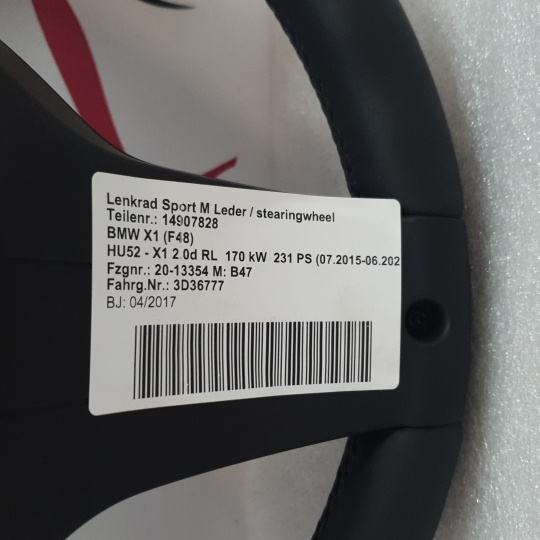 Lenkrad Sport M Leder / stearingwheel
Teilenr.: 14907828
BMW X1 (F48)
HU52 - X1 2.0d RL 170 kW 231 PS (07.2015-06.202
Fzgnr.: 20-13354 M: B47
Fahrg.Nr.: 3D36777
BJ: 04/2017